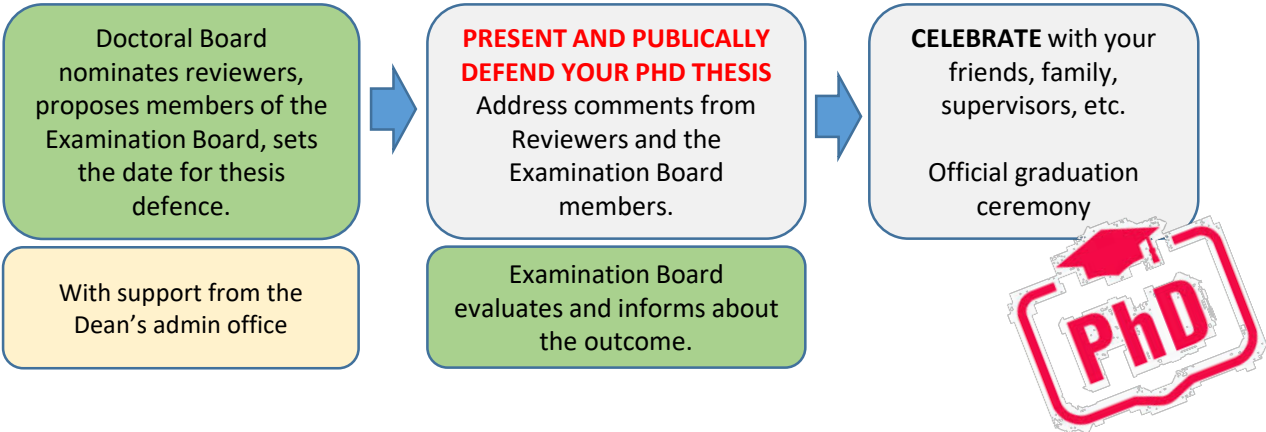 Doctoral Board
nominates reviewers,
proposes members of the
Examination Board, sets
the date for thesis
defence.
With support from the
Dean's admin office
PRESENT AND PUBLICALLY
DEFEND YOUR PHD THESIS
Address comments from
Reviewers and the
Examination Board
members.
Examination Board
evaluates and informs about
the outcome.
CELEBRATE with your
friends, family,
supervisors, etc.
Official graduation
ceremony
PhD